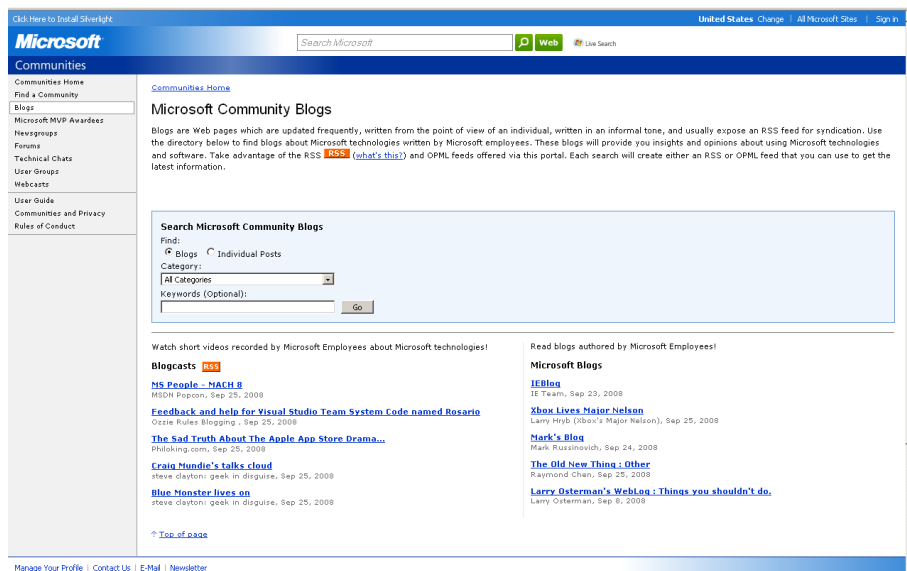 Click Here to Install Silverlight
United States Change | All Microsoft Sites | Sign in
Microsoft
Search Microsoft
Web
Live Search
Communities
Communities Home
Find a Community
Blogs
Microsoft MVP Awardees
Newsgroups
Forums
Technical Chats
User Groups
Webcasts
User Guide
Communities and Privacy
Rules of Conduct
Communities Home
Microsoft Community Blogs
Blogs are Web pages which are updated frequently, written from the point of view of an individual, written in an informal tone, and usually expose an RSS feed for syndication. Use
the directory below to find blogs about Microsoft technologies written by Microsoft employees. These blogs will provide you insights and opinions about using Microsoft technologies
and software. Take advantage of the RSS RSS (what's this?) and OPML feeds offered via this portal. Each search will create either an RSS or OPML feed that you can use to get the
latest information.
Search Microsoft Community Blogs
Find:
Blogs Individual Posts
Category:
All Categories
Keywords (Optional):
Go
Watch short videos recorded by Microsoft Employees about Microsoft technologies!
Blogcasts RSS
MS People - MACH 8
MSDN Popcon, Sep 25, 2008
Feedback and help for Visual Studio Team System Code named Rosario
Ozzie Rules Blogging , Sep 25, 2008
The Sad Truth About The Apple App Store Drama...
Philoking.com, Sep 25, 2008
Craig Mundie's talks cloud
steve clayton: geek in disguise, Sep 25, 2008
Blue Monster lives on
steve clayton: geek in disguise, Sep 25, 2008
Read blogs authored by Microsoft Employees!
Microsoft Blogs
IEBlog
IE Team, Sep 23, 2008
Xbox Lives Major Nelson
Larry Hryb (Xbox's Major Nelson), Sep 25, 2008
Mark's Blog
Mark Russinovich, Sep 24, 2008
The Old New Thing : Other
Raymond Chen, Sep 25, 2008
Larry Osterman's WebLog : Things you shouldn't do.
Larry Osterman, Sep 8, 2008
↑ Top of page
Manage Your Profile | Contact Us | E-Mail | Newsletter